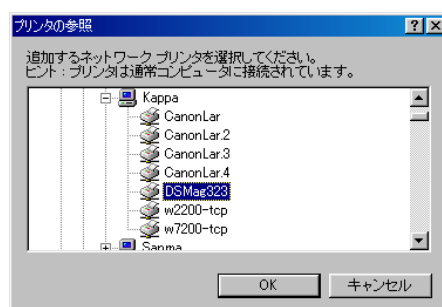 プリンタの参照
追加するネットワーク プリンタを選択してください。
ヒント：プリンタは通常コンピュータに接続されています。
Kappa
CanonLar
CanonLar.2
CanonLar.3
CanonLar.4
DSMag323
w2200-tcp
w7200-tcp
Sanma
OK
キャンセル